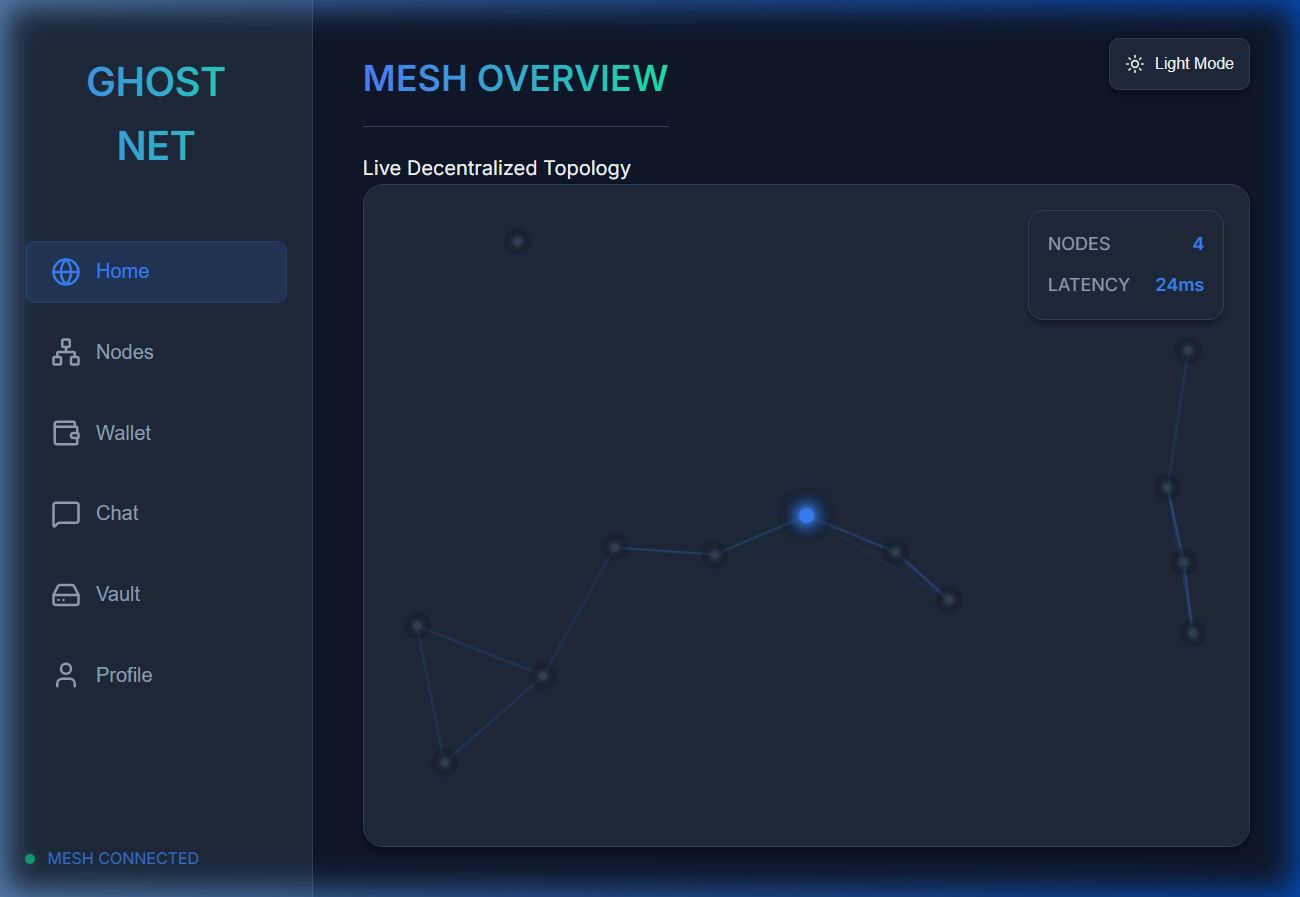 GHOST
NET
Home
Nodes
Wallet
Chat
Vault
Profile
MESH CONNECTED
MESH OVERVIEW
Light Mode
Live Decentralized Topology
NODES 4
LATENCY 24ms